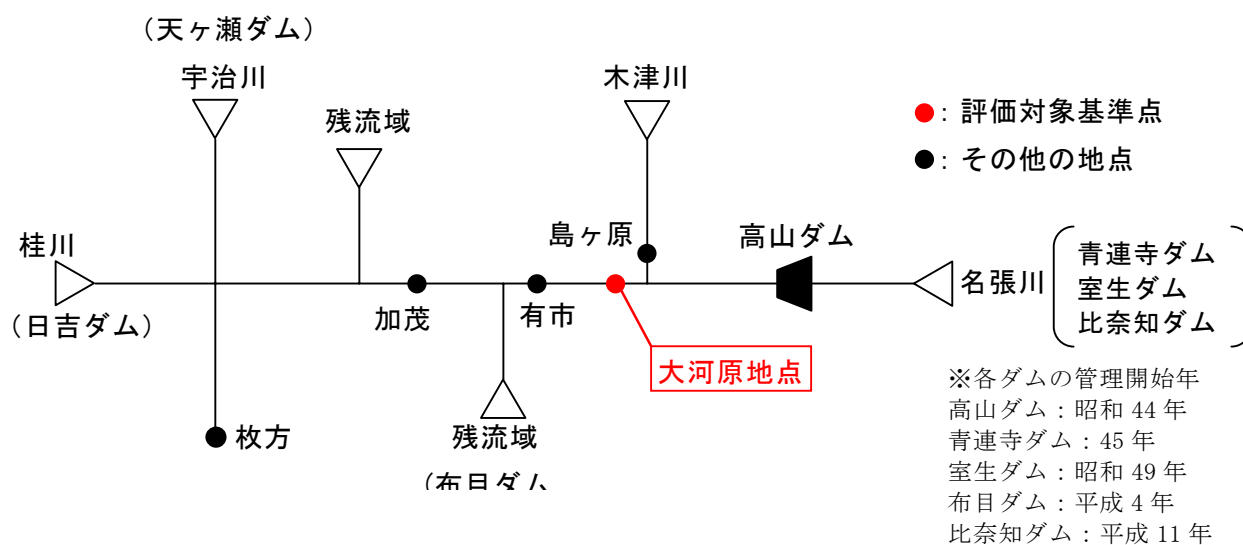 (天ヶ瀬ダム)
宇治川
木津川
残流域
●: 評価対象基準点
●: その他の地点
島ヶ原
高山ダム
桂川
(日吉ダム)
加茂
有市
名張川
青連寺ダム
室生ダム
比奈知ダム
大河原地点
枚方
残流域
(布目ダム
※各ダムの管理開始年
高山ダム:昭和 44 年
青連寺ダム:45 年
室生ダム:昭和 49 年
布目ダム:平成 4 年
比奈知ダム:平成 11 年